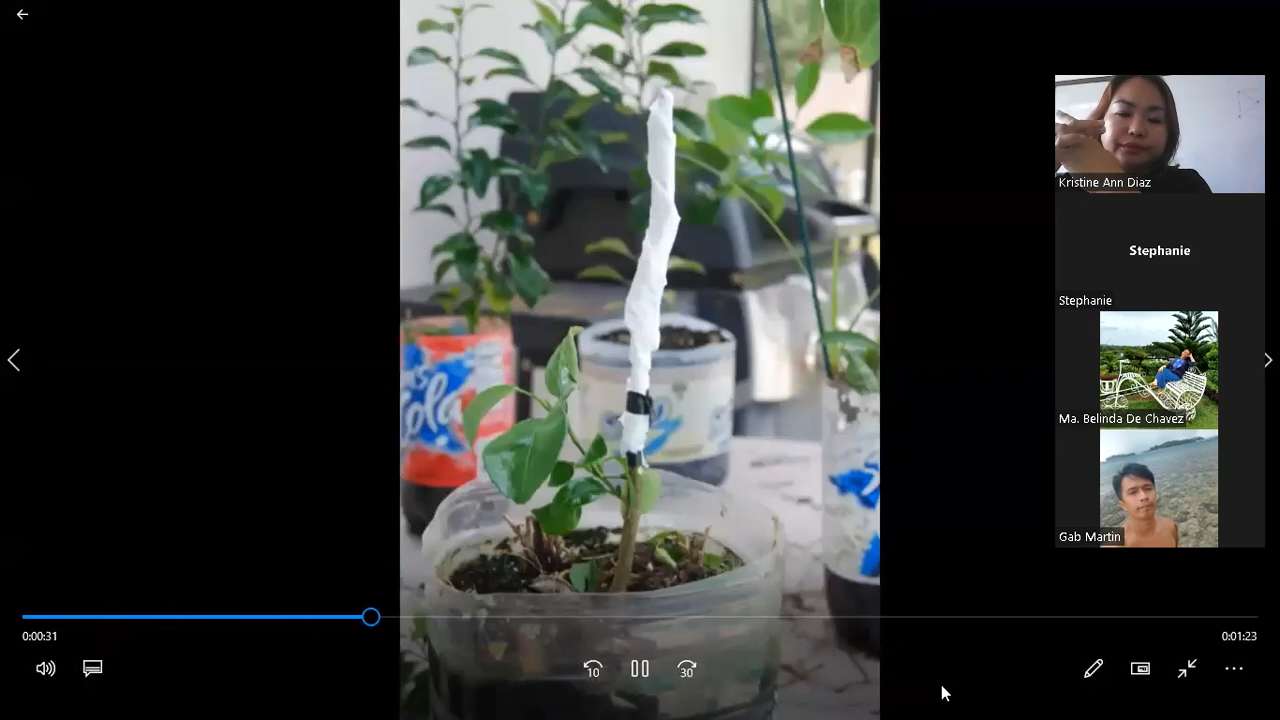 Kristine Ann Diaz
Stephanie
Stephanie
Ma. Belinda De Chavez
Gab Martin
0:00:31
0:01:23
10
30